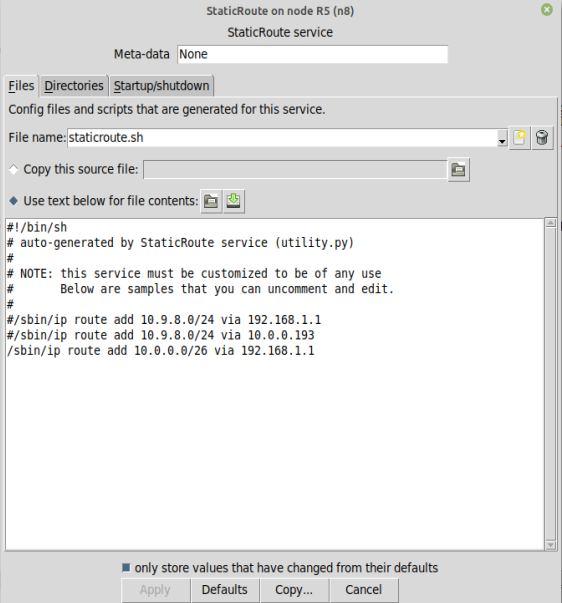 StaticRoute on node R5 (n8)
StaticRoute service
Meta-data None
Files Directories Startup/shutdown
Config files and scripts that are generated for this service.
File name: staticroute.sh
Copy this source file:
Use text below for file contents:
#!/bin/sh
# auto-generated by StaticRoute service (utility.py)
#
# NOTE: this service must be customized to be of any use
#       Below are samples that you can uncomment and edit.
#
#/sbin/ip route add 10.9.8.0/24 via 192.168.1.1
#/sbin/ip route add 10.9.8.0/24 via 10.0.0.193
/sbin/ip route add 10.0.0.0/26 via 192.168.1.1
only store values that have changed from their defaults
Apply Defaults Copy... Cancel